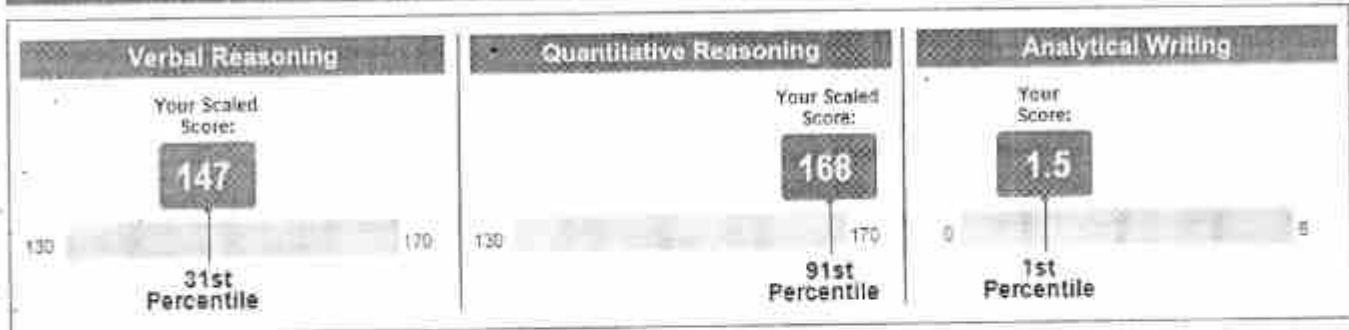 Verbal Reasoning
Your Scaled
Score:
147
130
170
31st
Percentile
Quantitative Reasoning
Your Scaled
Score:
168
130
170
91st
Percentile
Analytical Writing
Your
Score:
1.5
0
6
1st
Percentile